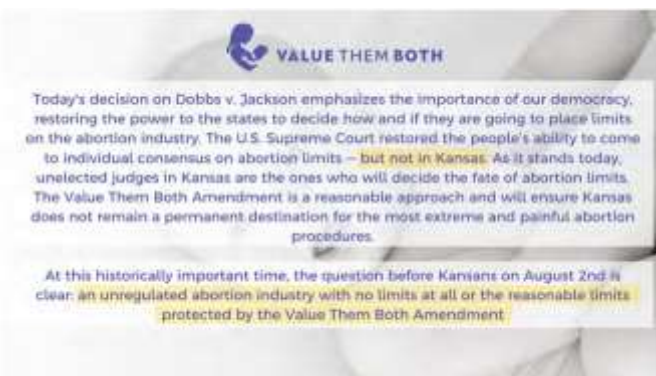 VALUE THEM BOTH
Today's decision on Dobbs v. Jackson emphasizes the importance of our democracy,
restoring the power to the states to decide how and if they are going to place limits
on the abortion industry. The U.S. Supreme Court restored the people's ability to come
to individual consensus on abortion limits – but not in Kansas. As it stands today,
unelected judges in Kansas are the ones who will decide the fate of abortion limits.
The Value Them Both Amendment is a reasonable approach and will ensure Kansas
does not remain a permanent destination for the most extreme and painful abortion
procedures.
At this historically important time, the question before Kansans on August 2nd is
clear: an unregulated abortion industry with no limits at all or the reasonable limits
protected by the Value Them Both Amendment